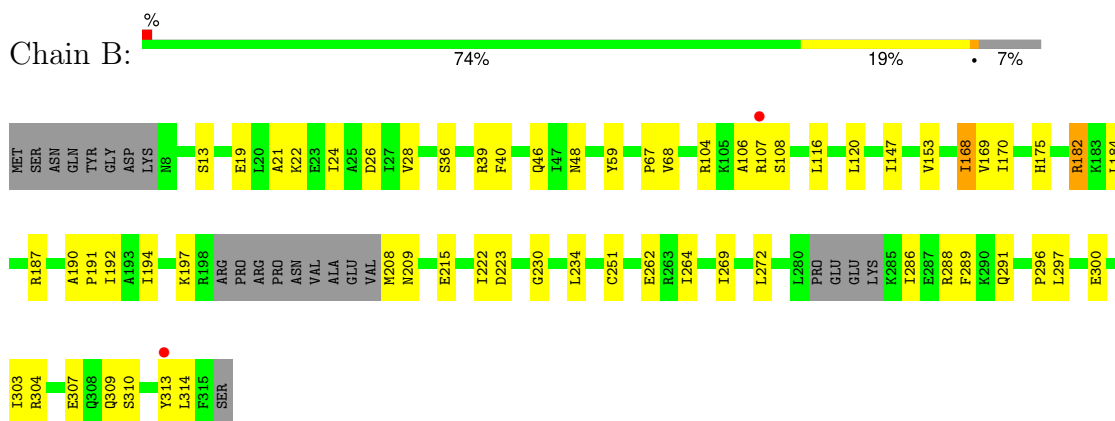 %
Chain B:
74% 19% • 7%
MET SER ASN GLN TYR GLY ASP LYS N8 S13 E19 L20 A21 K22 E23 I24 A25 D26 I27 V28 S36 R39 F40 Q46 I47 N48 Y59 P67 V68 R104 K105 A106 R107 S108 L116 L120 I147 V153 I168 V169 I170 H175 R182 K183 L184
R187 A190 P191 I192 A193 I194 K197 R198 ARG PRO ARG PRO ASN VAL ALA GLU VAL M208 N209 E215 I222 D223 G230 L234 C251 E262 R263 I264 I269 L272 L280 PRO GLU GLU LYS K285 I286 E287 R288 F289 K290 Q291 P296 L297 E300
I303 R304 E307 Q308 Q309 S310 Y313 L314 F315 SER